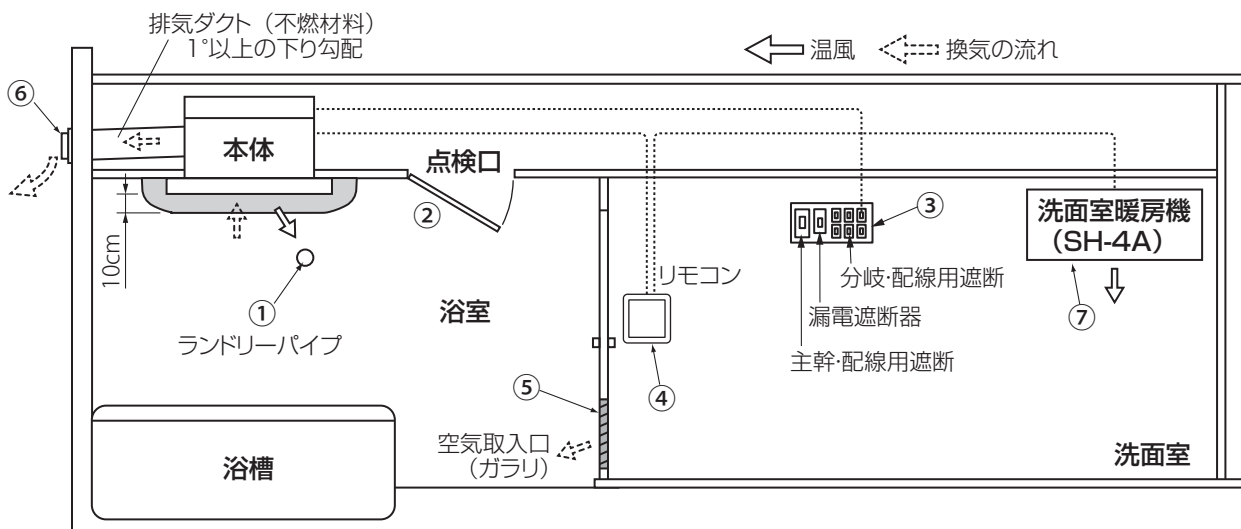 排気ダクト（不燃材料）
1°以上の下り勾配
温風
換気の流れ
⑥
本体
点検口
②
③
洗面室暖房機
（SH-4A）
10cm
リモコン
分岐・配線用遮断
⑦
①
浴室
漏電遮断器
ランドリーパイプ
主幹・配線用遮断
⑤
④
空気取入口
（ガラリ）
浴槽
洗面室